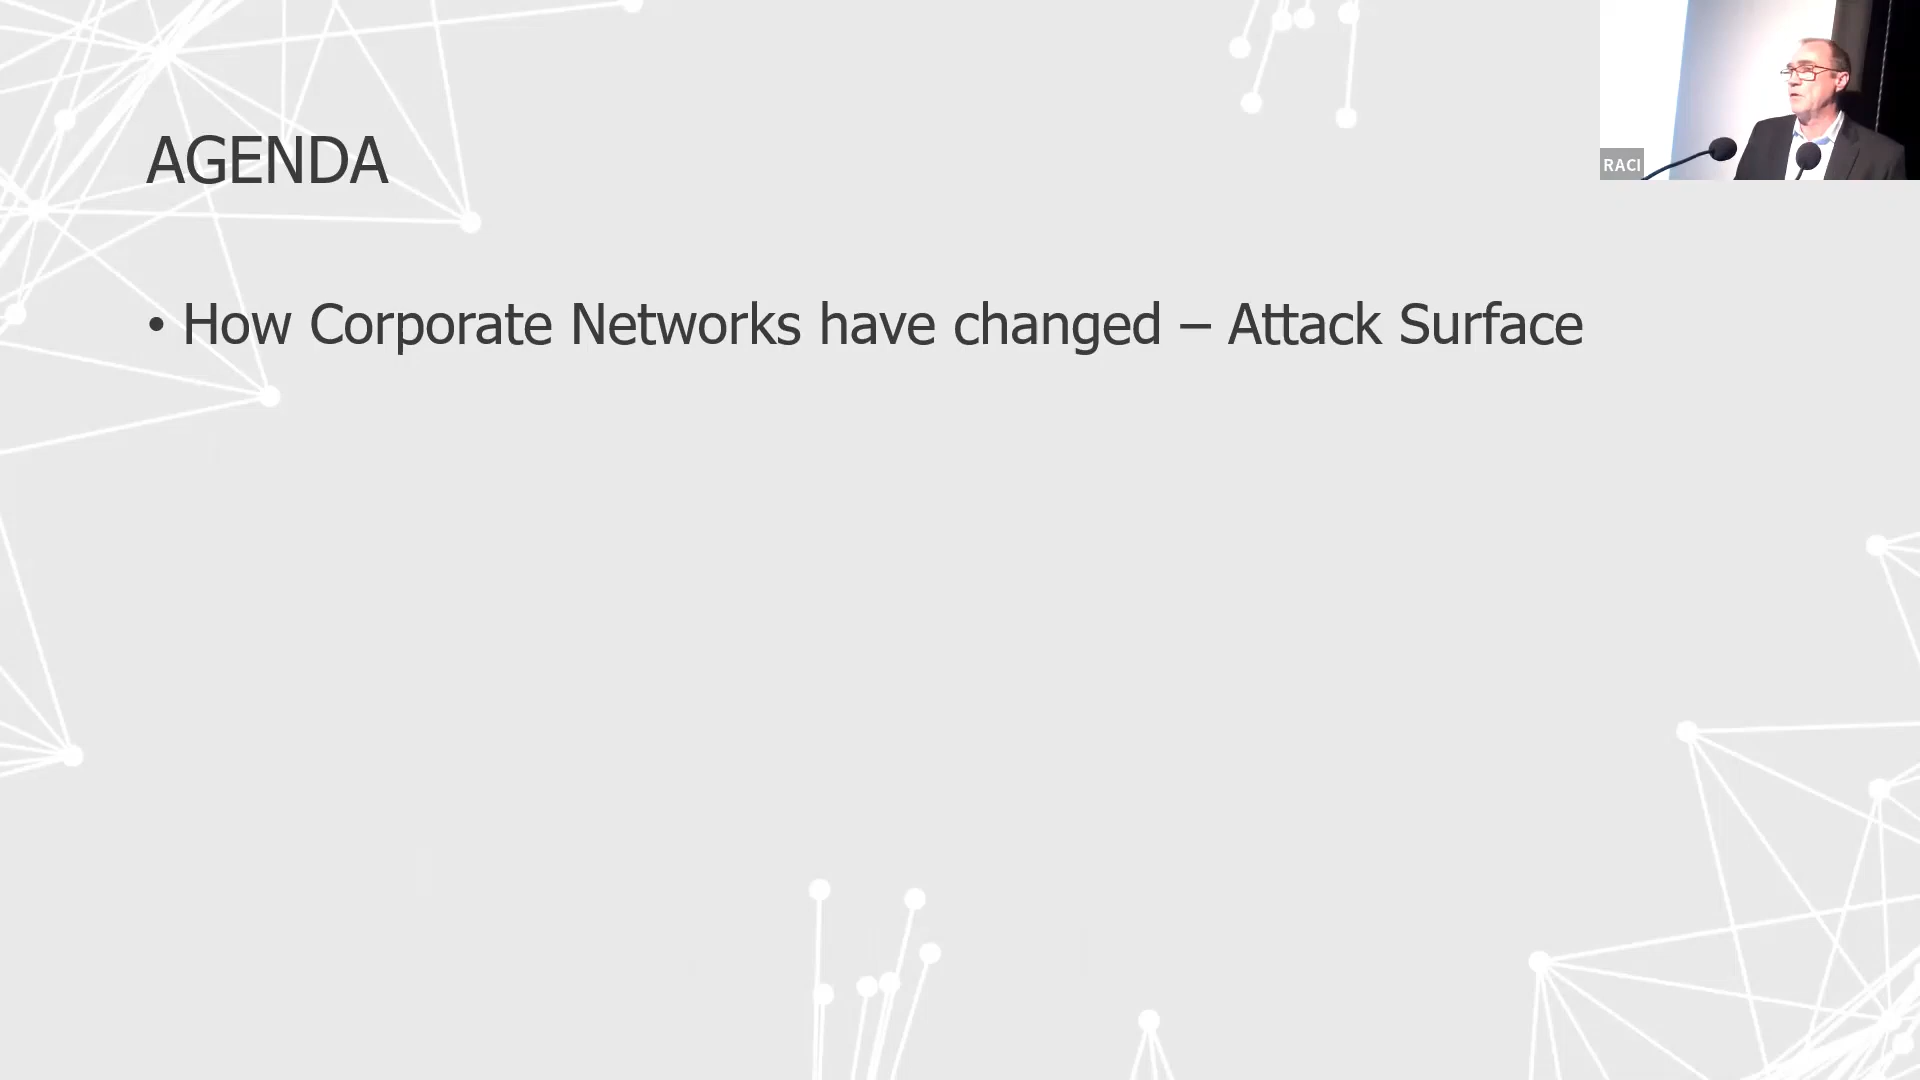 AGENDA
• How Corporate Networks have changed – Attack Surface
RACI